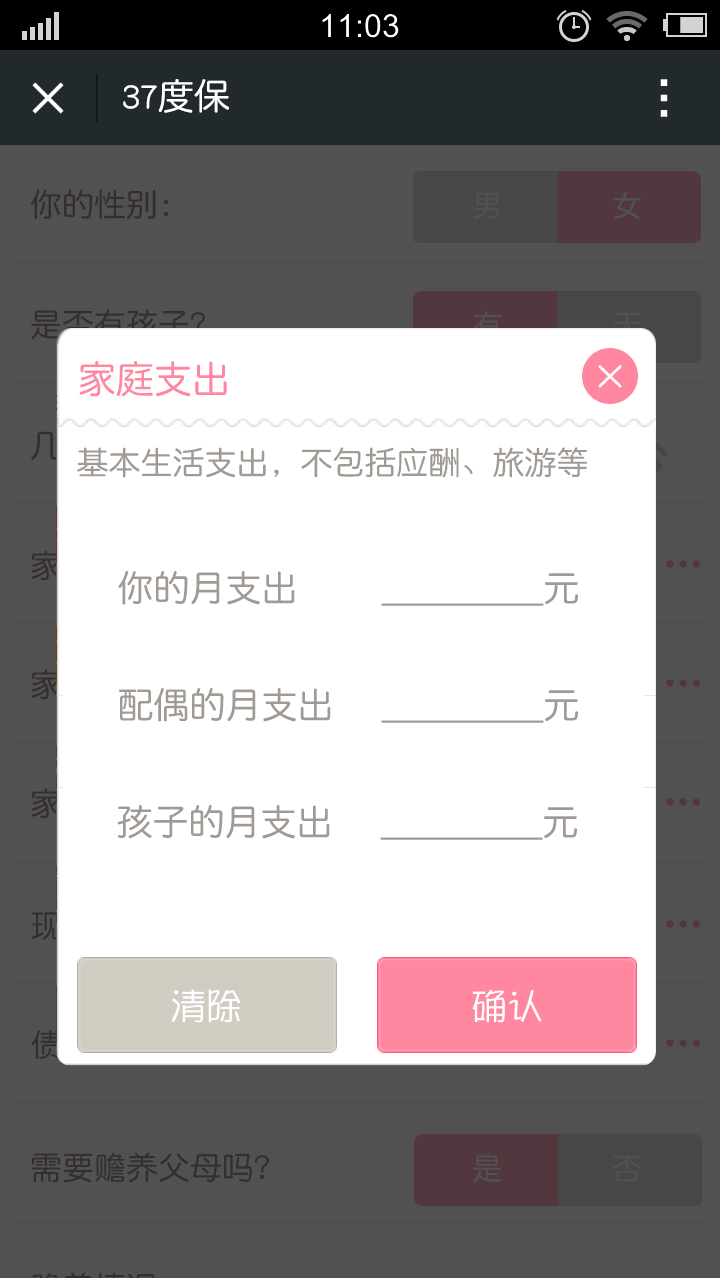 11:03
37度保
你的性别:
男
女
是否有孩子?
有
无
家庭支出
基本生活支出，不包括应酬、旅游等
你的月支出 _________元
配偶的月支出 _________元
孩子的月支出 _________元
清除
确认
几
家
家
家
现
债
需要赡养父母吗?
是
否